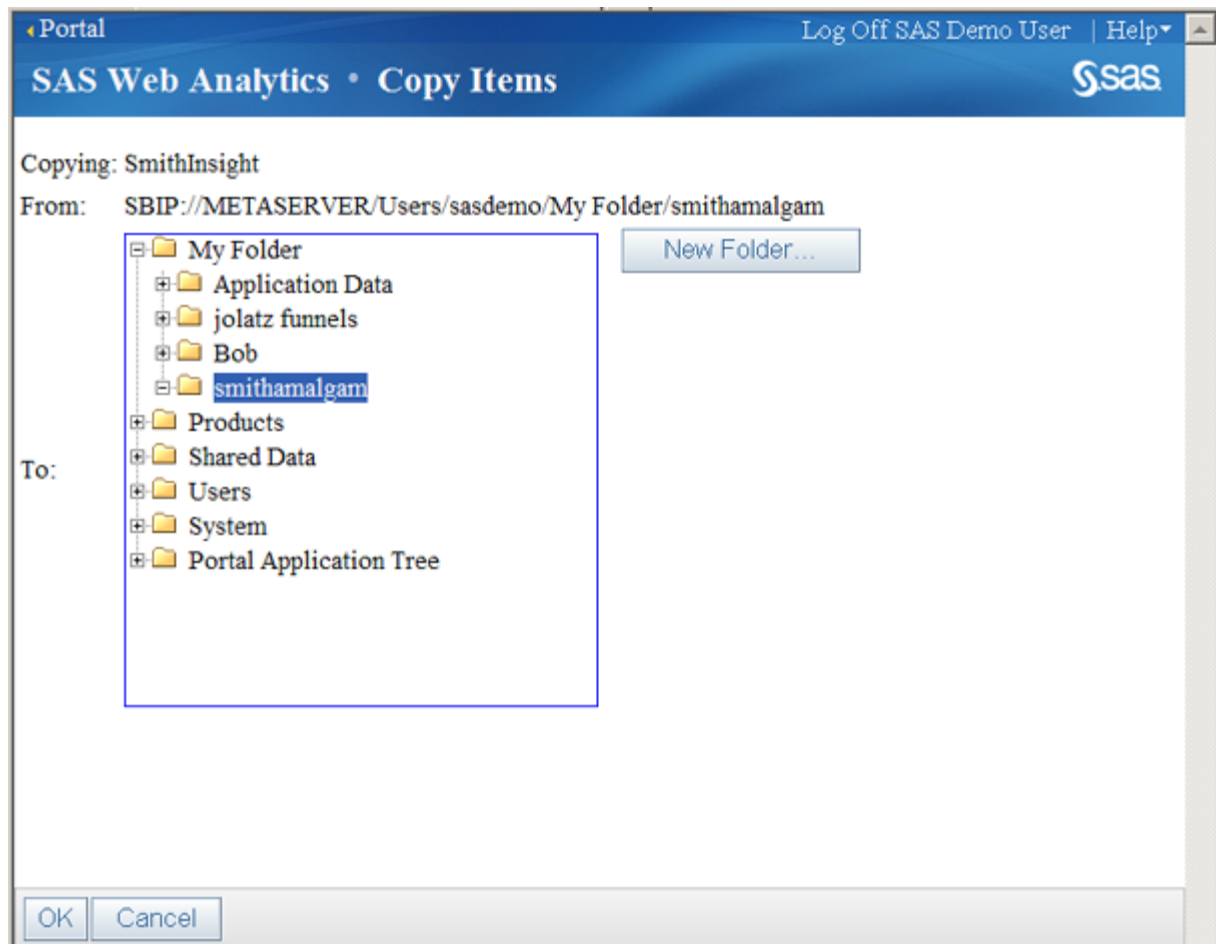 Portal Log Off SAS Demo User | Help
SAS Web Analytics • Copy Items sas
Copying: SmithInsight
From: SBIP://METASERVER/Users/sasdemo/My Folder/smithamalgam
My Folder New Folder...
Application Data
jolatz funnels
Bob
smithamalgam
Products
Shared Data
To:
Users
System
Portal Application Tree
OK Cancel